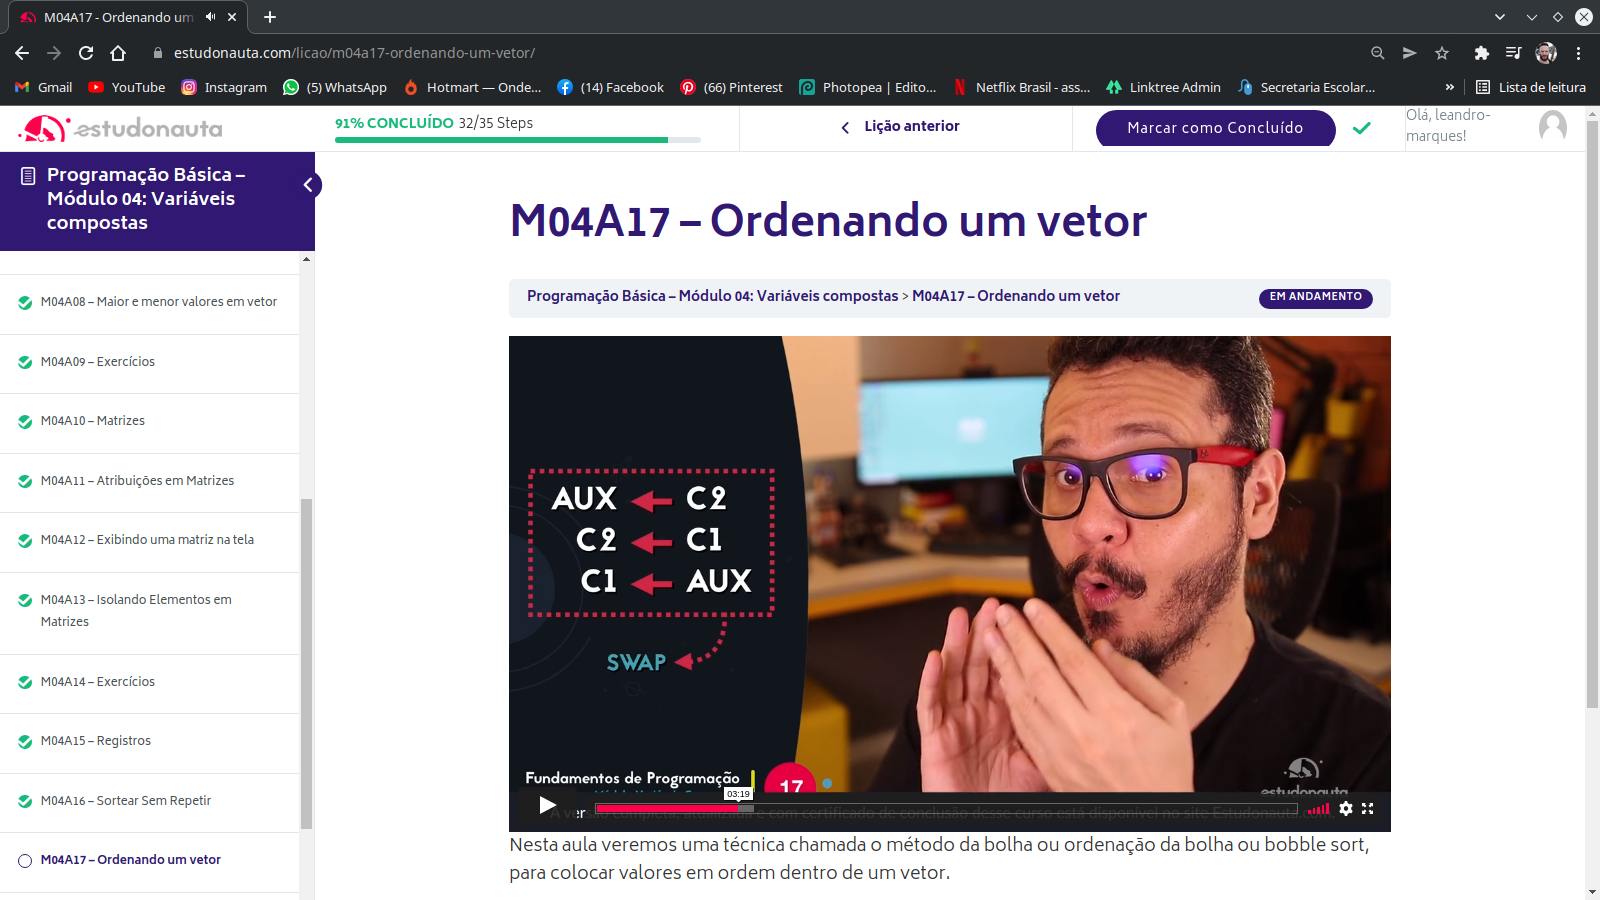 M04A17 - Ordenando um
estudonauta.com/licao/m04a17-ordenando-um-vetor/
Gmail YouTube Instagram (5) WhatsApp Hotmart — Onde... (14) Facebook (66) Pinterest Photopea | Edito... Netflix Brasil - ass... Linktree Admin Secretaria Escolar... » Lista de leitura
estudonauta
91% CONCLUÍDO 32/35 Steps
Lição anterior
Marcar como Concluído
Olá, leandro-
marques!
Programação Básica –
Módulo 04: Variáveis
compostas
M04A08 – Maior e menor valores em vetor
M04A09 – Exercícios
M04A10 – Matrizes
M04A11 – Atribuições em Matrizes
M04A12 – Exibindo uma matriz na tela
M04A13 – Isolando Elementos em
Matrizes
M04A14 – Exercícios
M04A15 – Registros
M04A16 – Sortear Sem Repetir
M04A17 – Ordenando um vetor
M04A17 – Ordenando um vetor
Programação Básica – Módulo 04: Variáveis compostas > M04A17 – Ordenando um vetor
EM ANDAMENTO
AUX C2
C2 C1
C1 AUX
SWAP
Fundamentos de Programação
17
estudonauta
03:19
A versão completa, atualizada e com certificado de conclusão desse curso está disponível no site Estudonauta
Nesta aula veremos uma técnica chamada o método da bolha ou ordenação da bolha ou bobble sort,
para colocar valores em ordem dentro de um vetor.